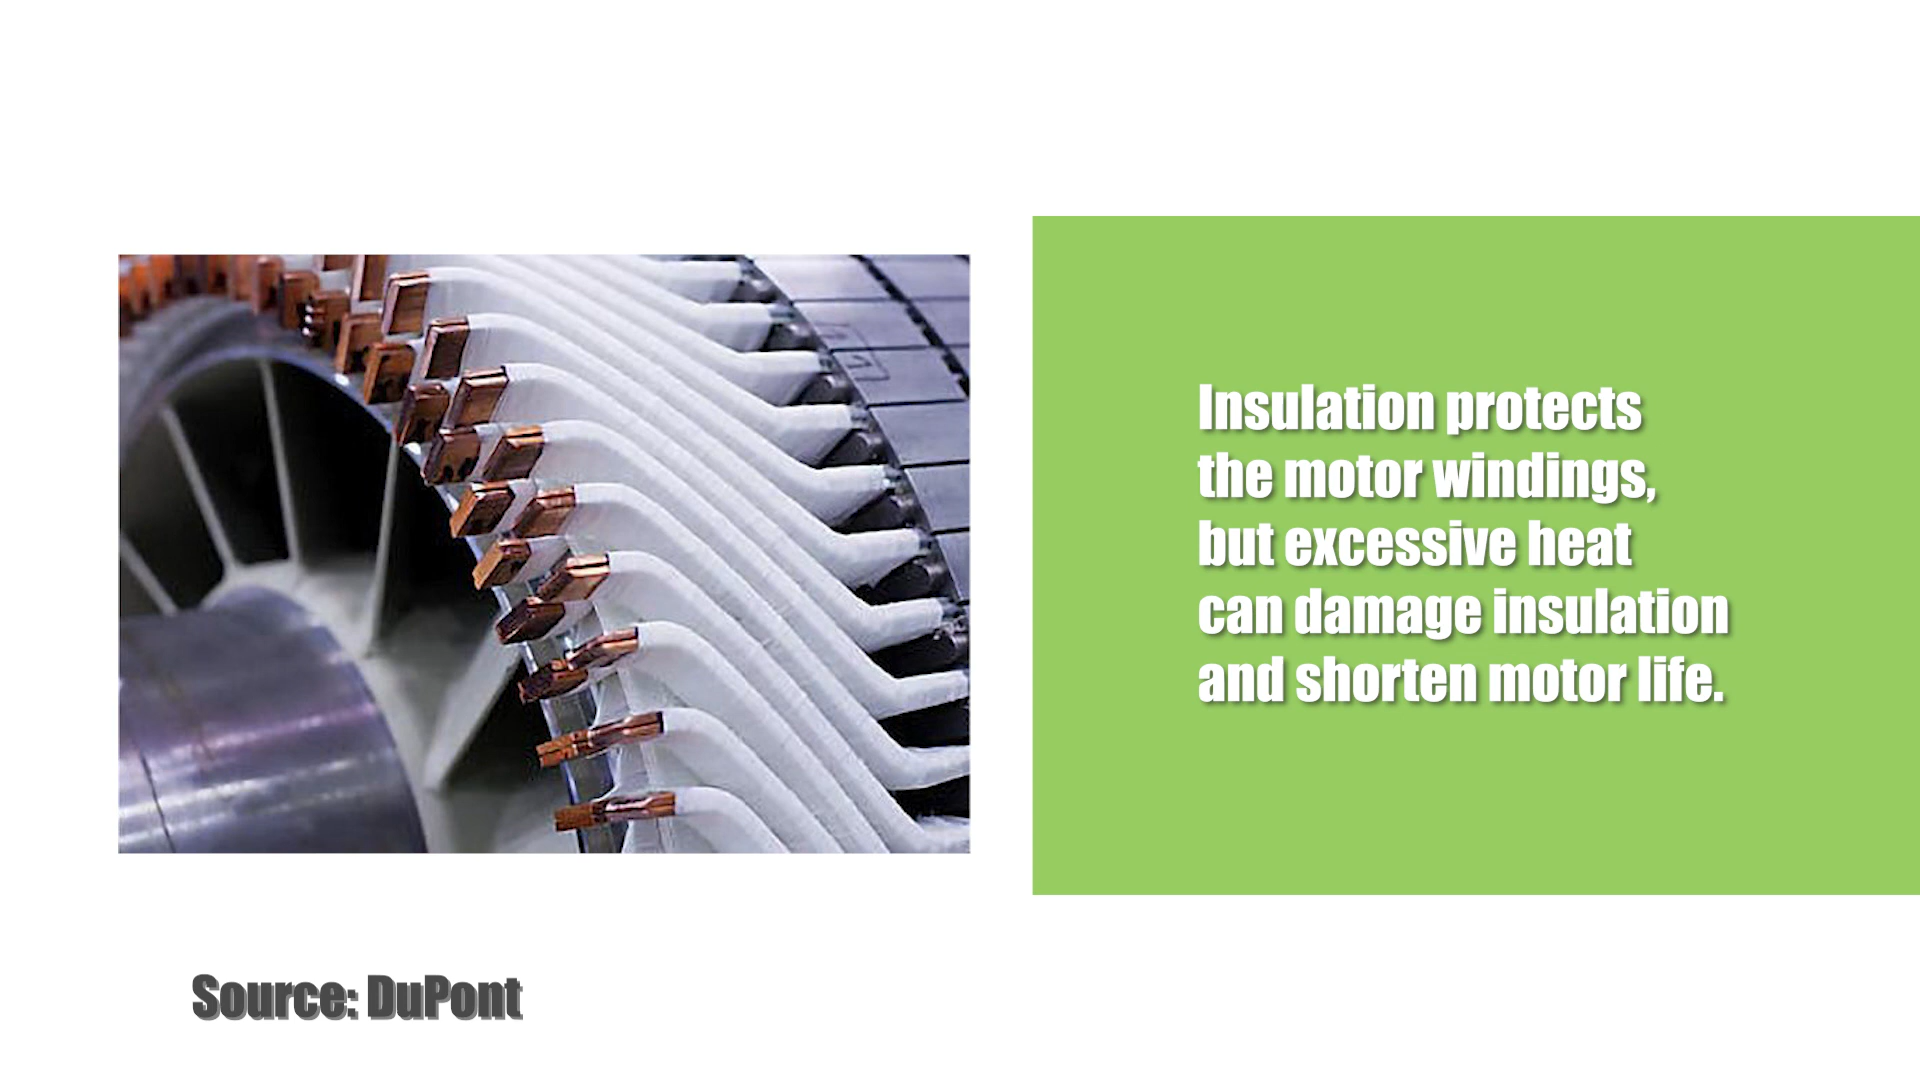 Insulation protects
the motor windings,
but excessive heat
can damage insulation
and shorten motor life.
Source: DuPont